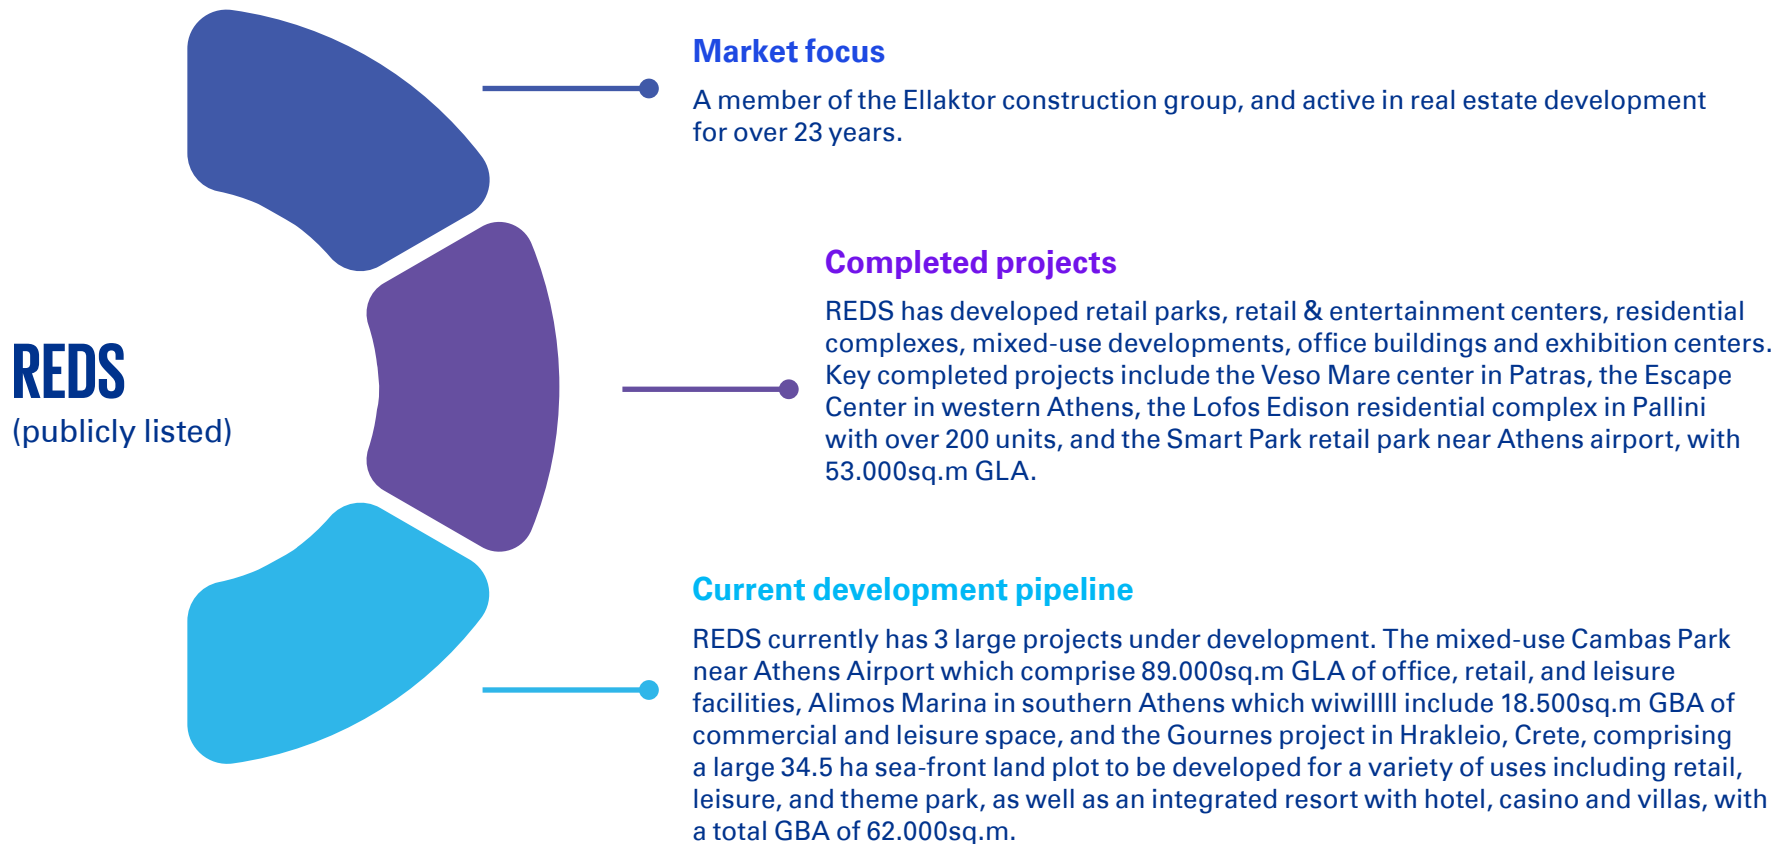 REDS
(publicly listed)
Market focus
A member of the Ellaktor construction group, and active in real estate development
for over 23 years.
Completed projects
REDS has developed retail parks, retail & entertainment centers, residential
complexes, mixed-use developments, office buildings and exhibition centers.
Key completed projects include the Veso Mare center in Patras, the Escape
Center in western Athens, the Lofos Edison residential complex in Pallini
with over 200 units, and the Smart Park retail park near Athens airport, with
53.000sq.m GLA.
Current development pipeline
REDS currently has 3 large projects under development. The mixed-use Cambas Park
near Athens Airport which comprise 89.000sq.m GLA of office, retail, and leisure
facilities, Alimos Marina in southern Athens which wiwillll include 18.500sq.m GBA of
commercial and leisure space, and the Gournes project in Hrakleio, Crete, comprising
a large 34.5 ha sea-front land plot to be developed for a variety of uses including retail,
leisure, and theme park, as well as an integrated resort with hotel, casino and villas, with
a total GBA of 62.000sq.m.